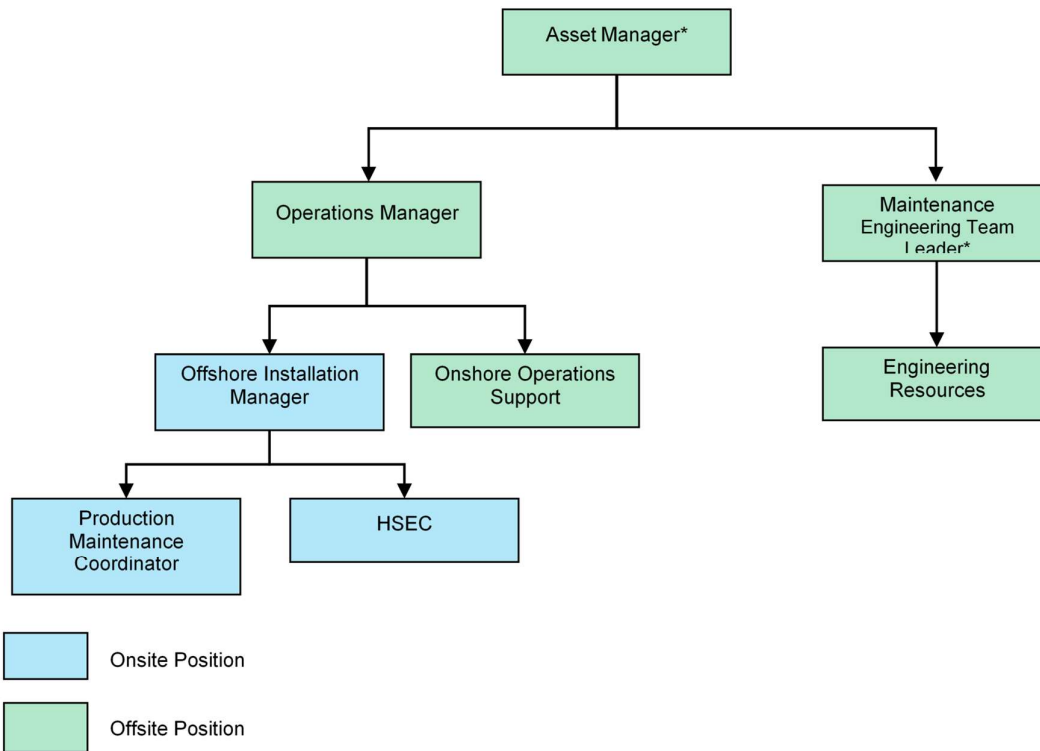 Asset Manager*
Operations Manager
Maintenance
Engineering Team
Leader*
Offshore Installation
Manager
Onshore Operations
Support
Engineering
Resources
Production
Maintenance
Coordinator
HSEC
Onsite Position
Offsite Position